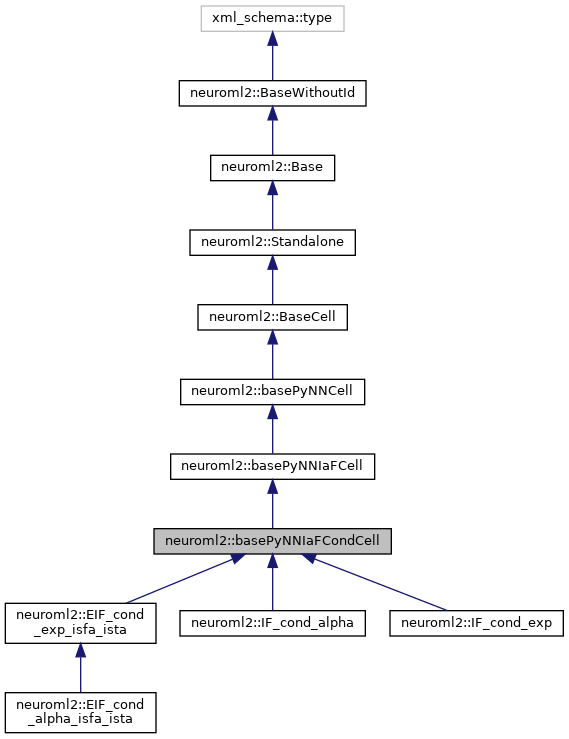 xml_schema::type
neuroml2::BaseWithoutId
neuroml2::Base
neuroml2::Standalone
neuroml2::BaseCell
neuroml2::basePyNNCell
neuroml2::basePyNNIaFCell
neuroml2::basePyNNIaFCondCell
neuroml2::EIF_cond
_exp_isfa_ista
neuroml2::IF_cond_alpha
neuroml2::IF_cond_exp
neuroml2::EIF_cond
_alpha_isfa_ista